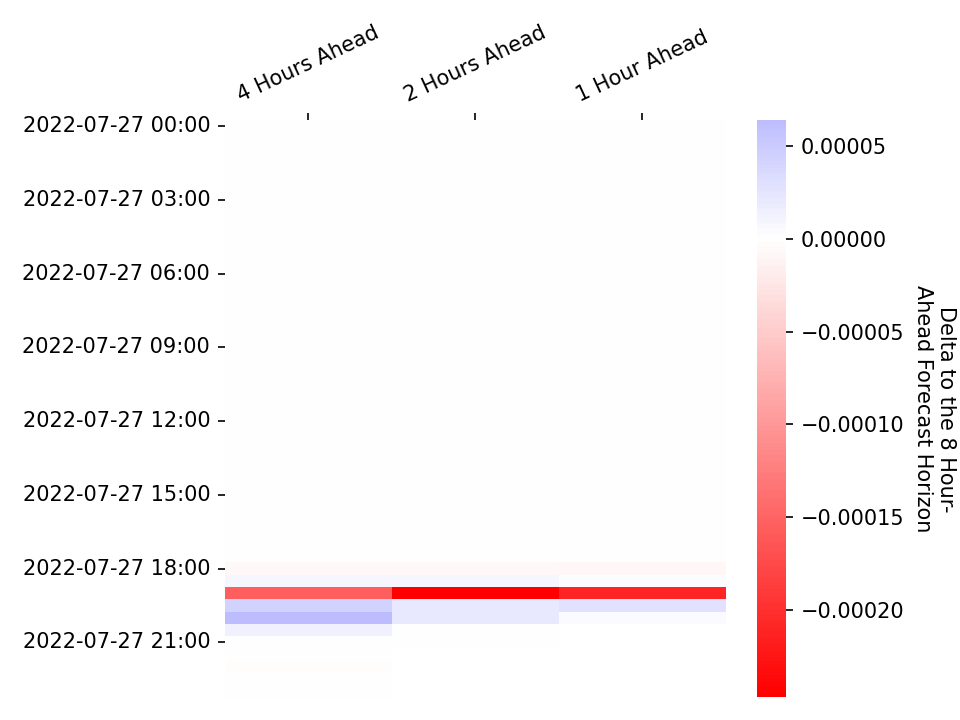 4 Hours Ahead
2 Hours Ahead
1 Hour Ahead
2022-07-27 00:00
2022-07-27 03:00
2022-07-27 06:00
2022-07-27 09:00
2022-07-27 12:00
2022-07-27 15:00
2022-07-27 18:00
2022-07-27 21:00
0.00005
0.00000
−0.00005
−0.00010
−0.00015
−0.00020
Delta to the 8 Hour-
Ahead Forecast Horizon